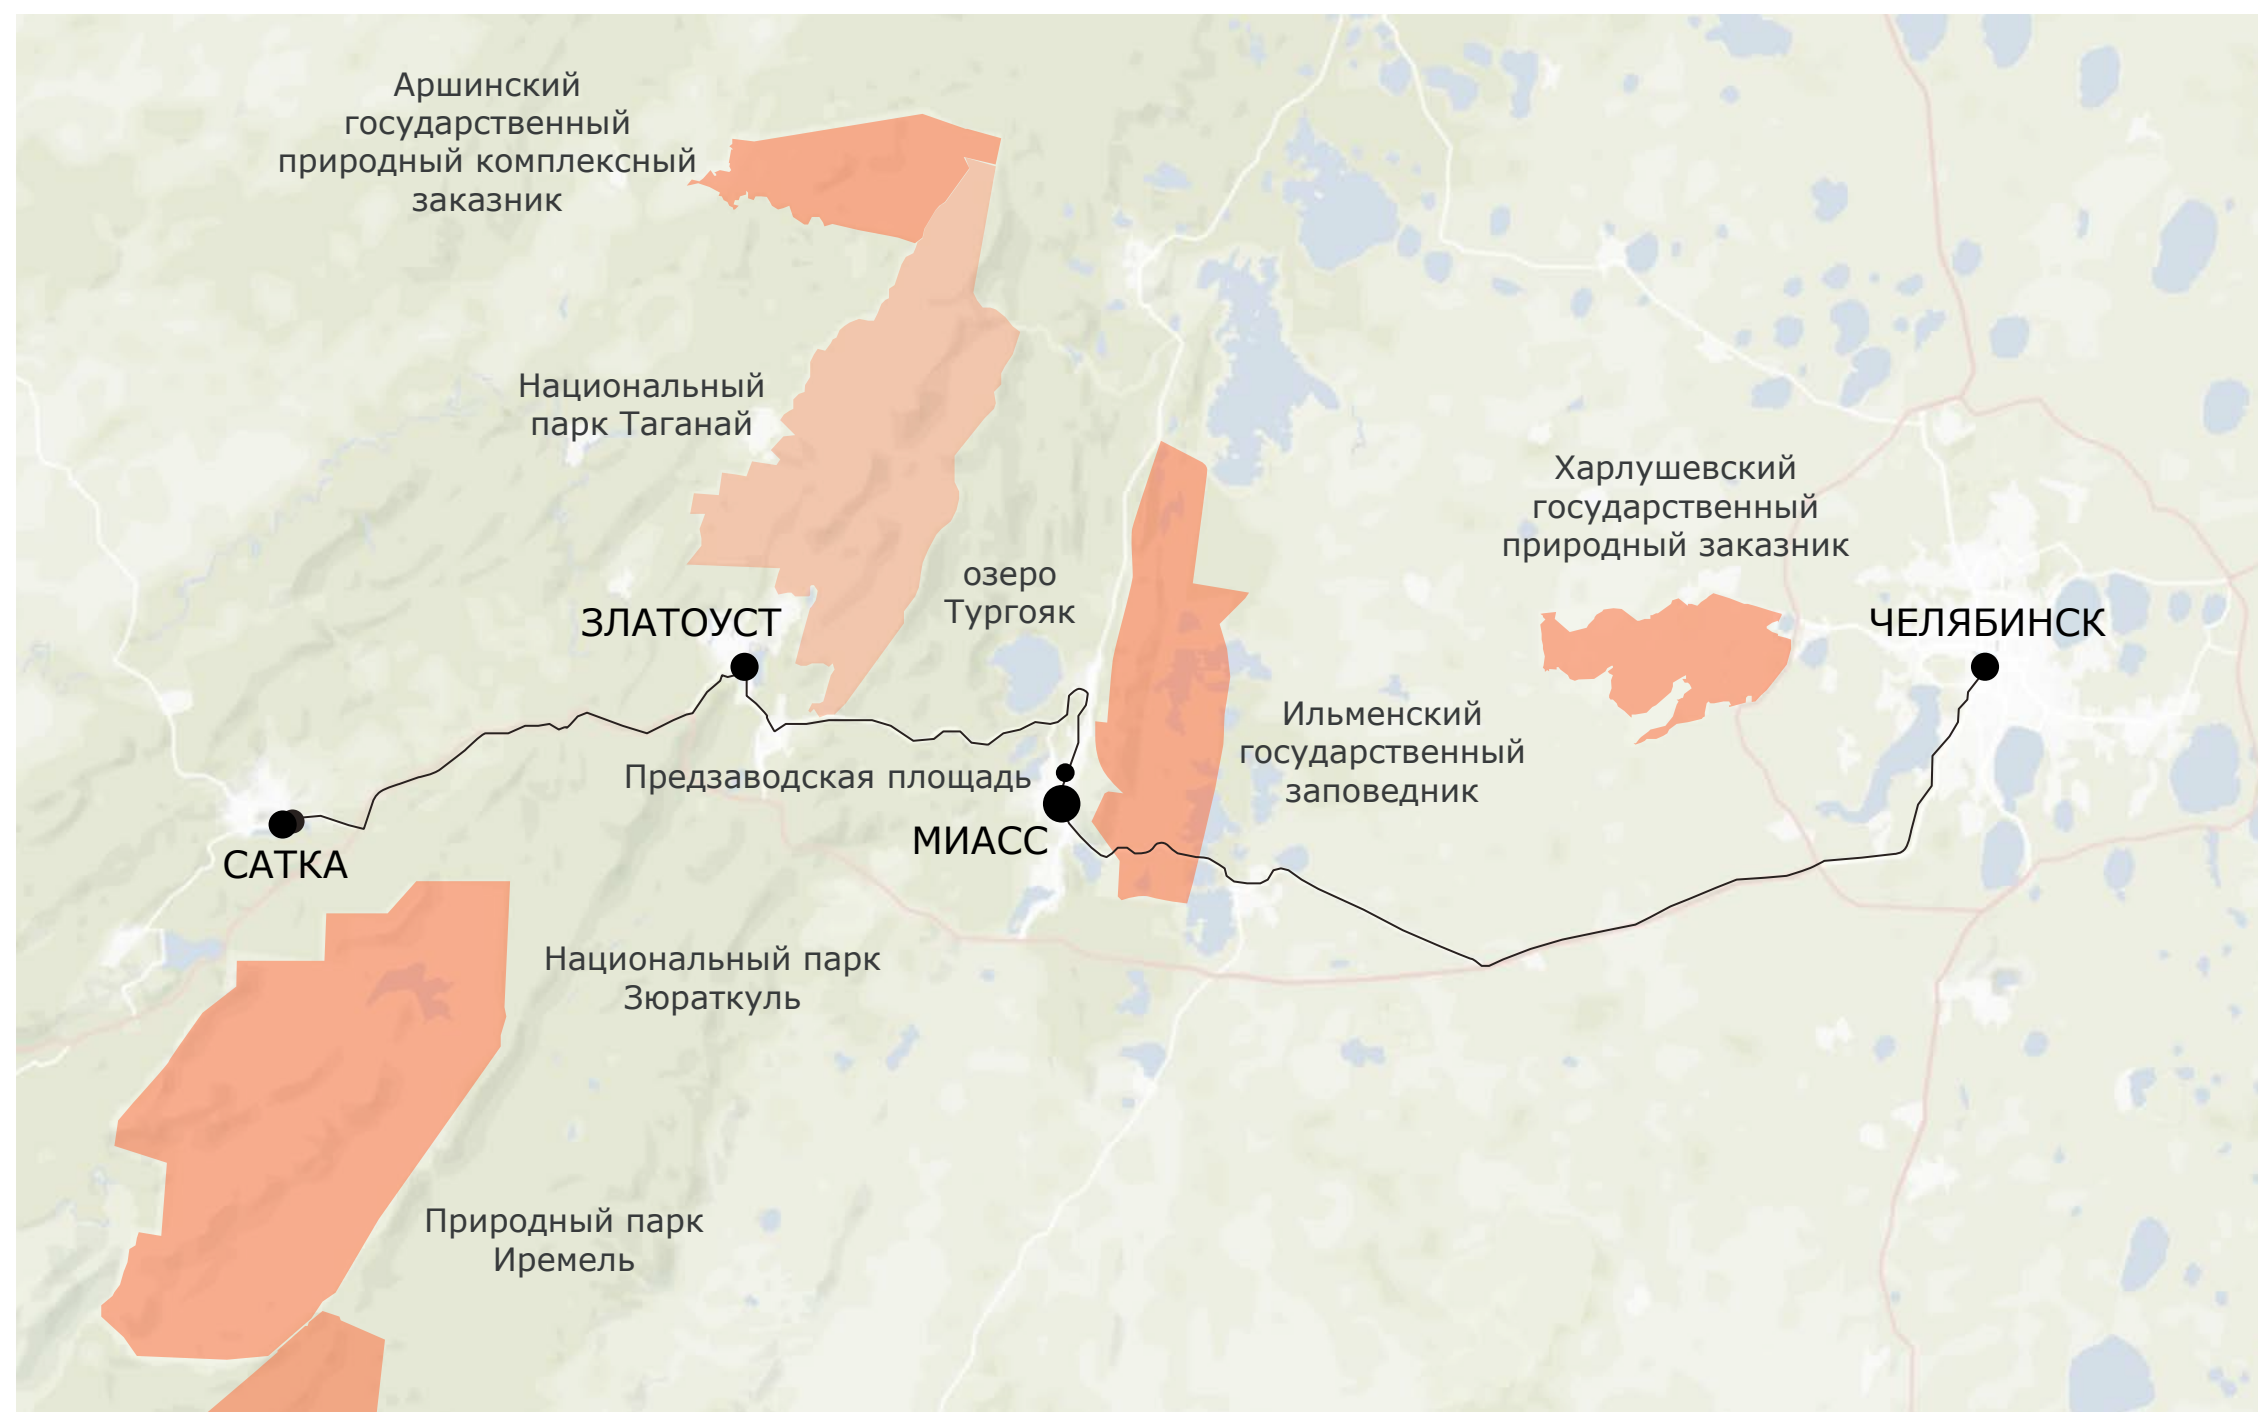 Аршинский
государственный
природный комплексный
заказник
Национальный
парк Таганай
Харлушевский
государственный
природный заказник
озеро
Тургояк
ЗЛАТОУСТ
ЧЕЛЯБИНСК
Ильменский
государственный
заповедник
Предзаводская площадь
МИАСС
САТКА
Национальный парк
Зюраткуль
Природный парк
Иремель